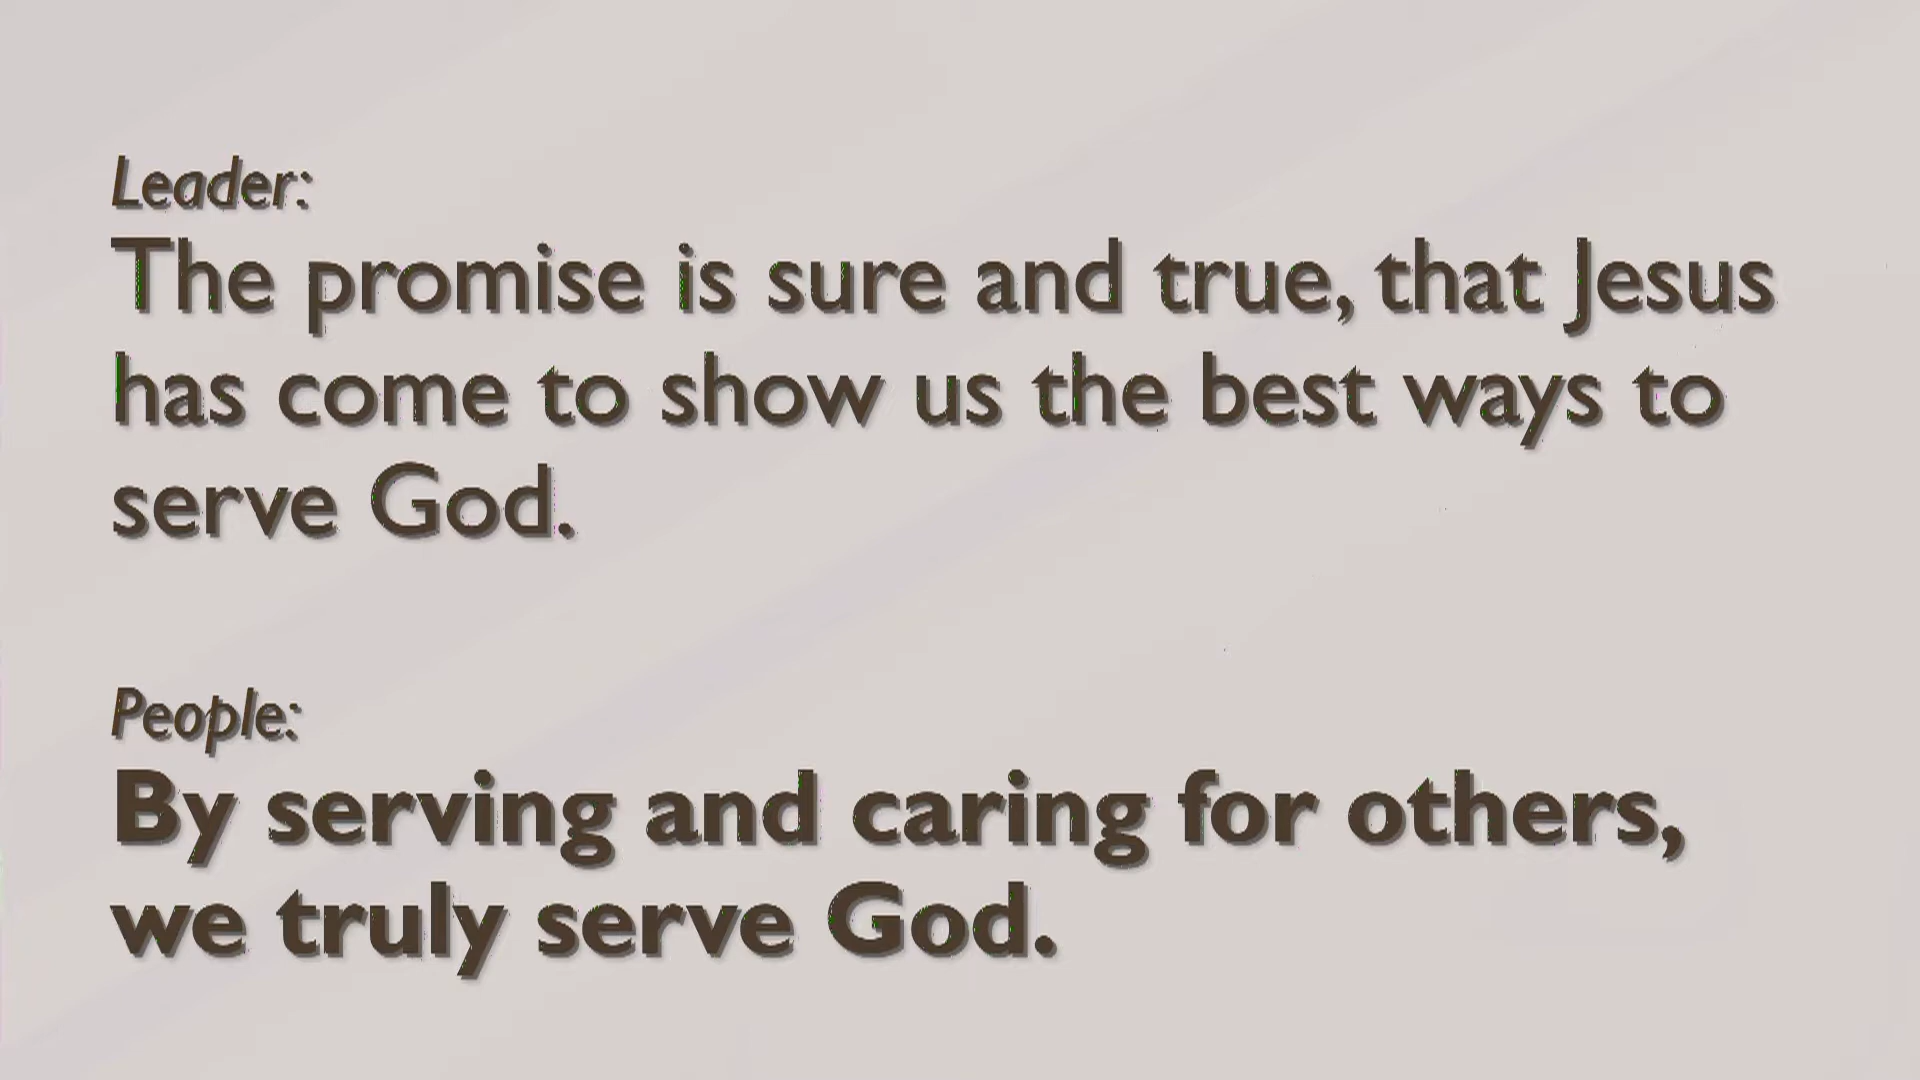 Leader:
The promise is sure and true, that Jesus
has come to show us the best ways to
serve God.
People:
By serving and caring for others,
we truly serve God.